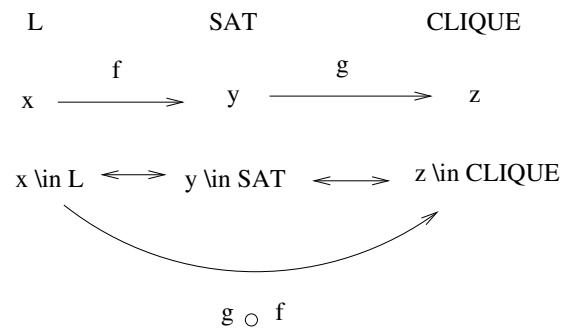 L SAT CLIQUE
f g
x y z
x \in L y \in SAT z \in CLIQUE
g ○ f